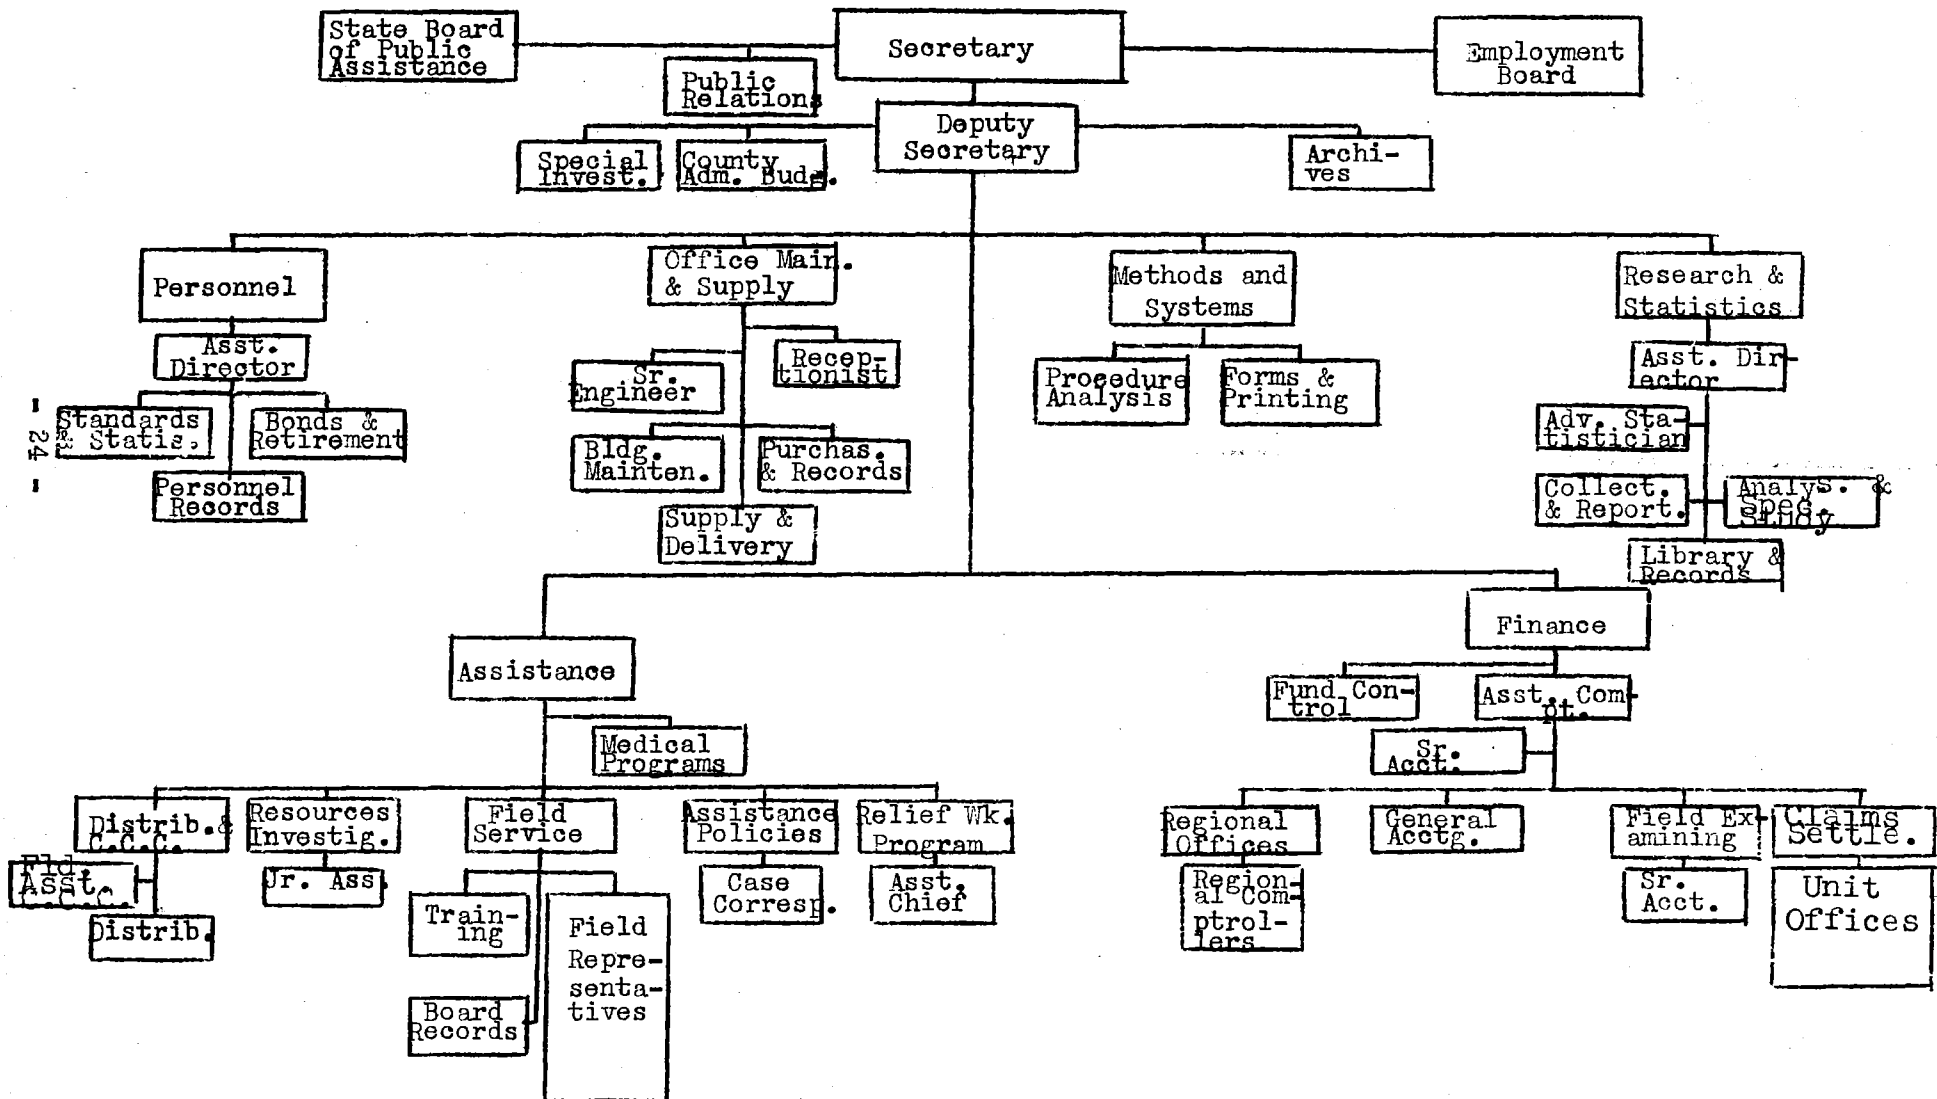 State Board
of Public
Assistance
Secretary
Employment
Board
Public
Relations
Deputy
Secretary
Special
Invest.
County
Adm. Budg.
Archi-
ves
Personnel
Office Main.
& Supply
Methods and
Systems
Research &
Statistics
Asst.
Director
Recep-
tionist
Sr.
Engineer
Procedure
Analysis
Forms &
Printing
Asst. Dir-
ector
Standards
& Statis.
Bonds &
Retirement
Adv. Sta-
tistician
Bldg.
Mainten.
Purchas.
& Records
Personnel
Records
Collect.
& Report.
Analys. &
Spec.
Study
Supply &
Delivery
Library &
Records
- 24 -
Finance
Assistance
Fund Con-
trol
Asst. Com-
pt.
Medical
Programs
Sr.
Acct.
Distrib.&
C.C.C.
Resources
Investig.
Field
Service
Assistance
Policies
Relief Wk.
Program
Regional
Offices
General
Acctg.
Field Ex-
amining
Claims
Settle.
Fld.
Asst.
C.C.C.
Jr. Ass.
Distrib.
Train-
ing
Field
Repre-
senta-
tives
Board
Records
Case
Corresp.
Asst.
Chief
Region-
al Com-
ptrol-
lers
Sr.
Acct.
Unit
Offices